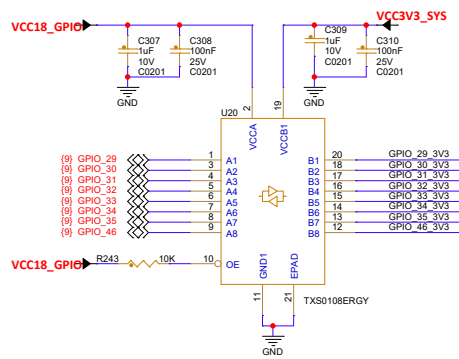 VCC18_GPIO
VCC3V3_SYS
C307
1uF
10V
C0201
C308
100nF
25V
C0201
C309
1uF
10V
C0201
C310
100nF
25V
C0201
GND
GND
U20
2
19
VCCA
VCCB1
{9} GPIO_29 1 A1 B1 20 GPIO_29_3V3
{9} GPIO_30 3 A2 B2 18 GPIO_30_3V3
{9} GPIO_31 4 A3 B3 17 GPIO_31_3V3
{9} GPIO_32 5 A4 B4 16 GPIO_32_3V3
{9} GPIO_33 6 A5 B5 15 GPIO_33_3V3
{9} GPIO_34 7 A6 B6 14 GPIO_34_3V3
{9} GPIO_35 8 A7 B7 13 GPIO_35_3V3
{9} GPIO_46 9 A8 B8 12 GPIO_46_3V3
VCC18_GPIO R243 10K 10 OE
GND1
EPAD
11
21
TXS0108ERGY
GND